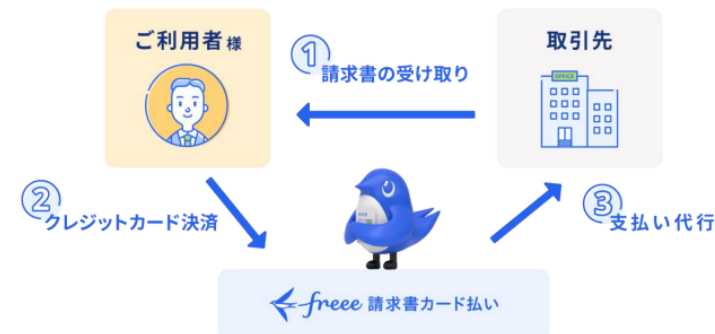 ご利用者様
取引先
OFFICE
①
請求書の受け取り
②
クレジットカード決済
③
支払い代行
freee 請求書カード払い